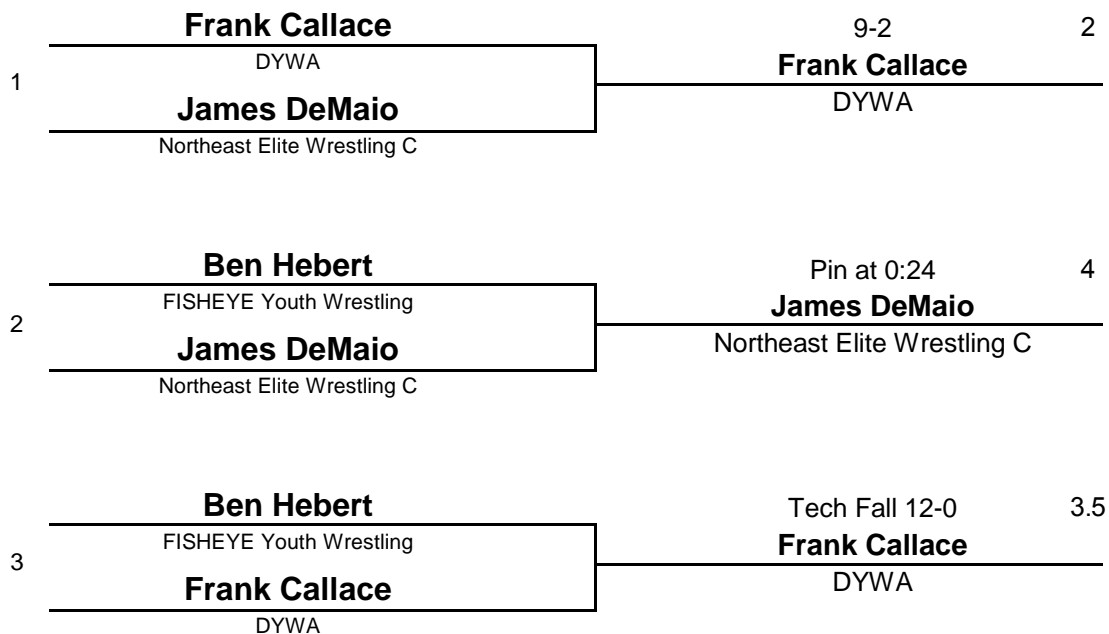 Frank Callace
9-2 2
DYWA
Frank Callace
1
James DeMaio
DYWA
Northeast Elite Wrestling C
Ben Hebert
Pin at 0:24 4
FISHEYE Youth Wrestling
James DeMaio
2
James DeMaio
Northeast Elite Wrestling C
Northeast Elite Wrestling C
Ben Hebert
Tech Fall 12-0 3.5
FISHEYE Youth Wrestling
Frank Callace
3
Frank Callace
DYWA
DYWA